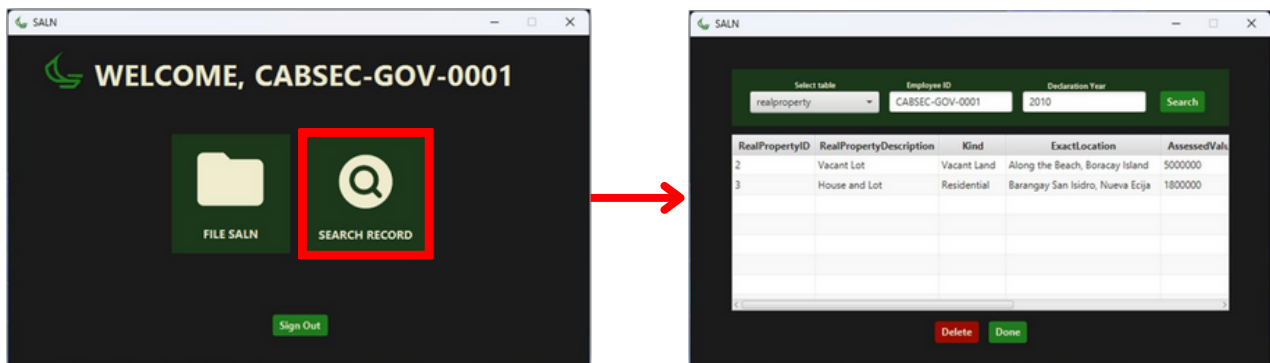 SALN
WELCOME, CABSEC-GOV-0001
FILE SALN
SEARCH RECORD
Sign Out
SALN
Select table Employee ID Declaration Year
realproperty CABSEC-GOV-0001 2010 Search
RealPropertyID RealPropertyDescription Kind ExactLocation AssessedValu
2 Vacant Lot Vacant Land Along the Beach, Boracay Island 5000000
3 House and Lot Residential Barangay San Isidro, Nueva Ecija 1800000
Delete Done